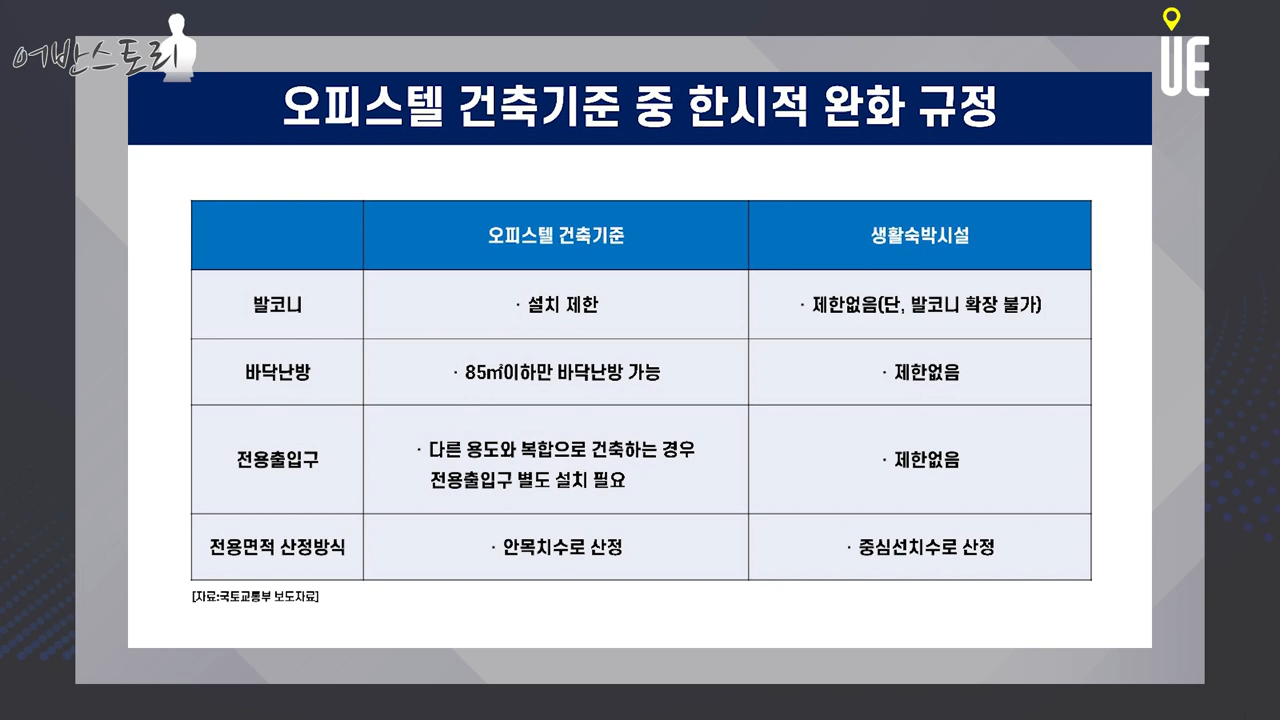 어반스토리
UE
오피스텔 건축기준 중 한시적 완화 규정
오피스텔 건축기준
생활숙박시설
발코니
· 설치 제한
· 제한없음(단, 발코니 확장 불가)
바닥난방
· 85㎡이하만 바닥난방 가능
· 제한없음
전용출입구
· 다른 용도와 복합으로 건축하는 경우
전용출입구 별도 설치 필요
· 제한없음
전용면적 산정방식
· 안목치수로 산정
· 중심선치수로 산정
[자료:국토교통부 보도자료]